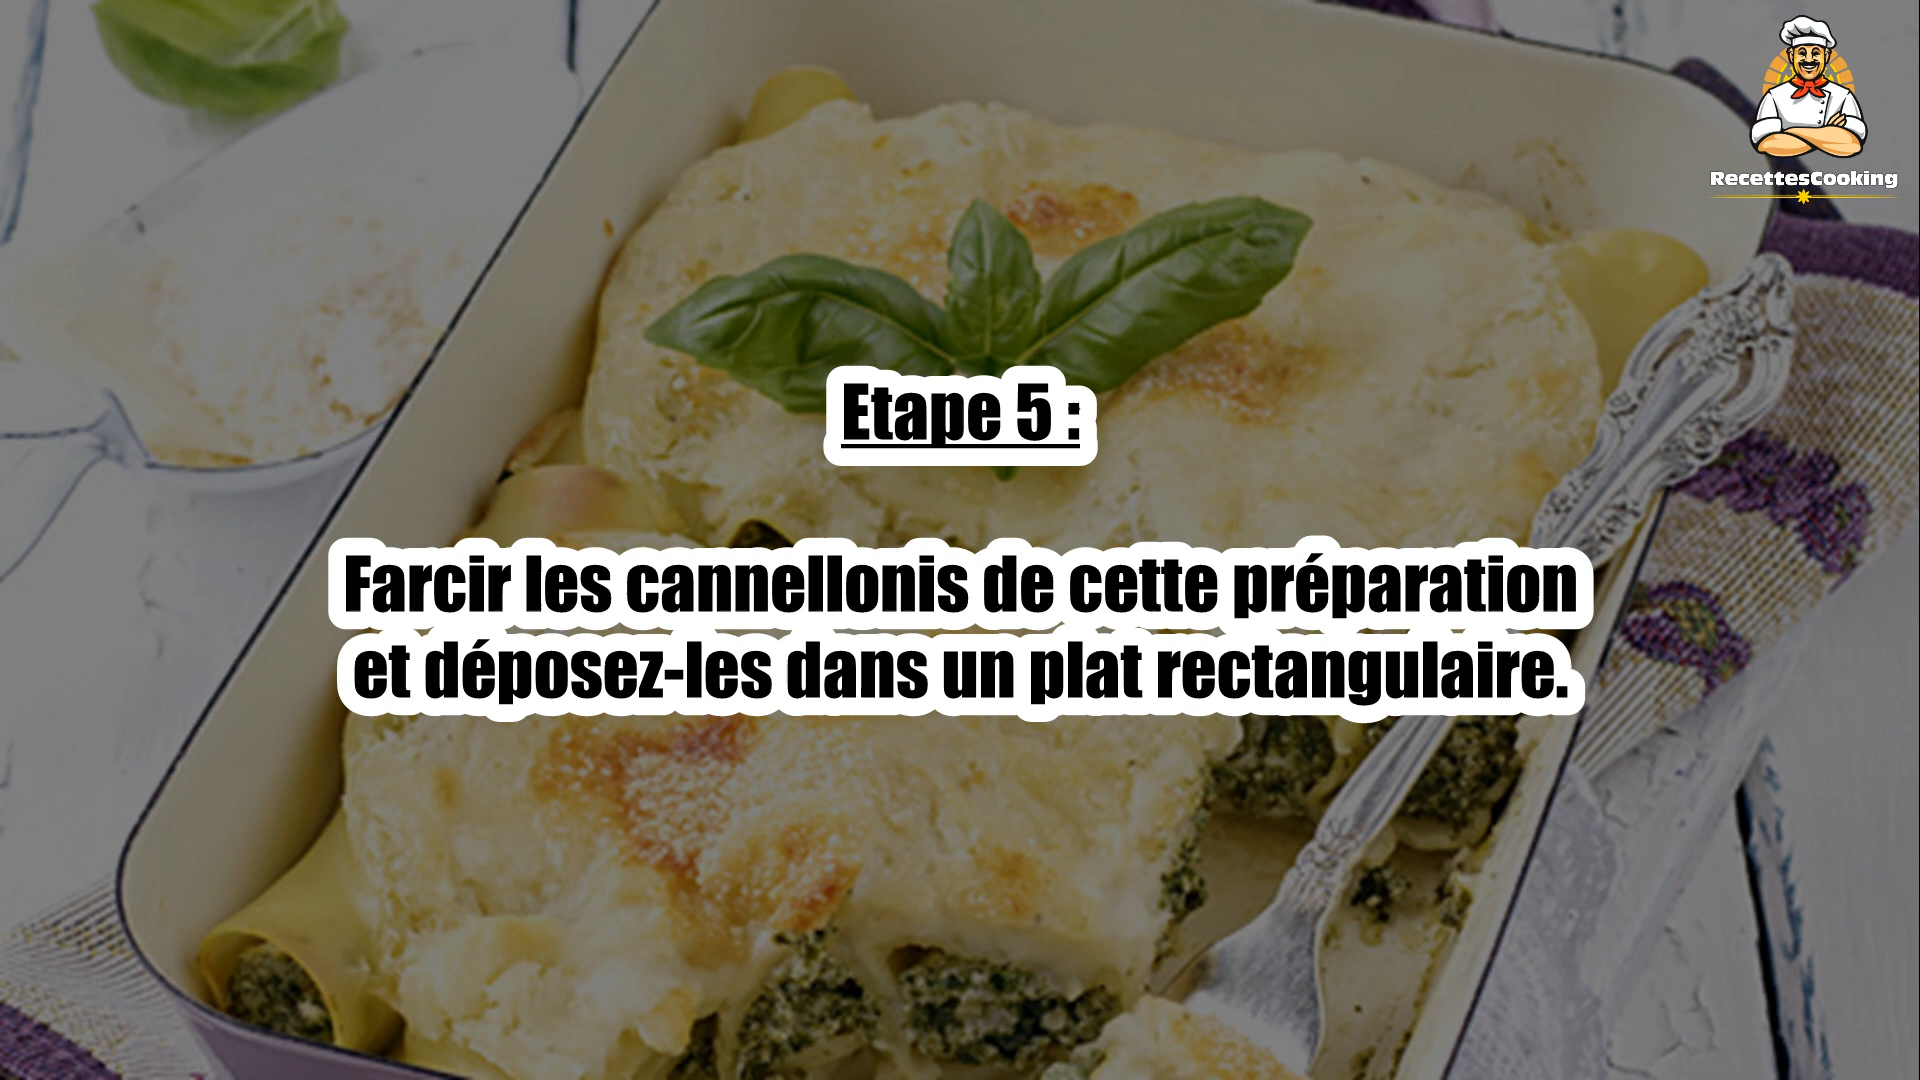 RecettesCooking
Etape 5 :
Farcir les cannellonis de cette préparation
et déposez-les dans un plat rectangulaire.